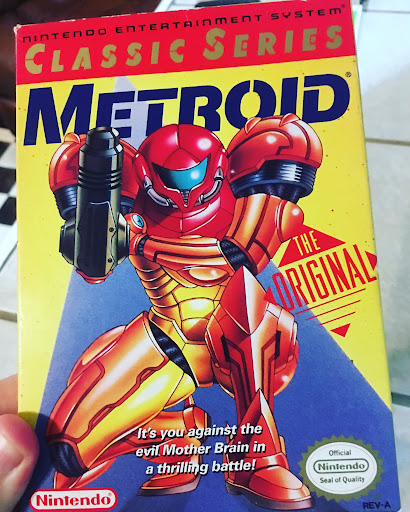 NINTENDO ENTERTAINMENT SYSTEM®
CLASSIC SERIES
METROID®
THE
ORIGINAL
It's you against the
evil Mother Brain in
a thrilling battle!
Nintendo®
Official
Nintendo
Seal of Quality
REV-A